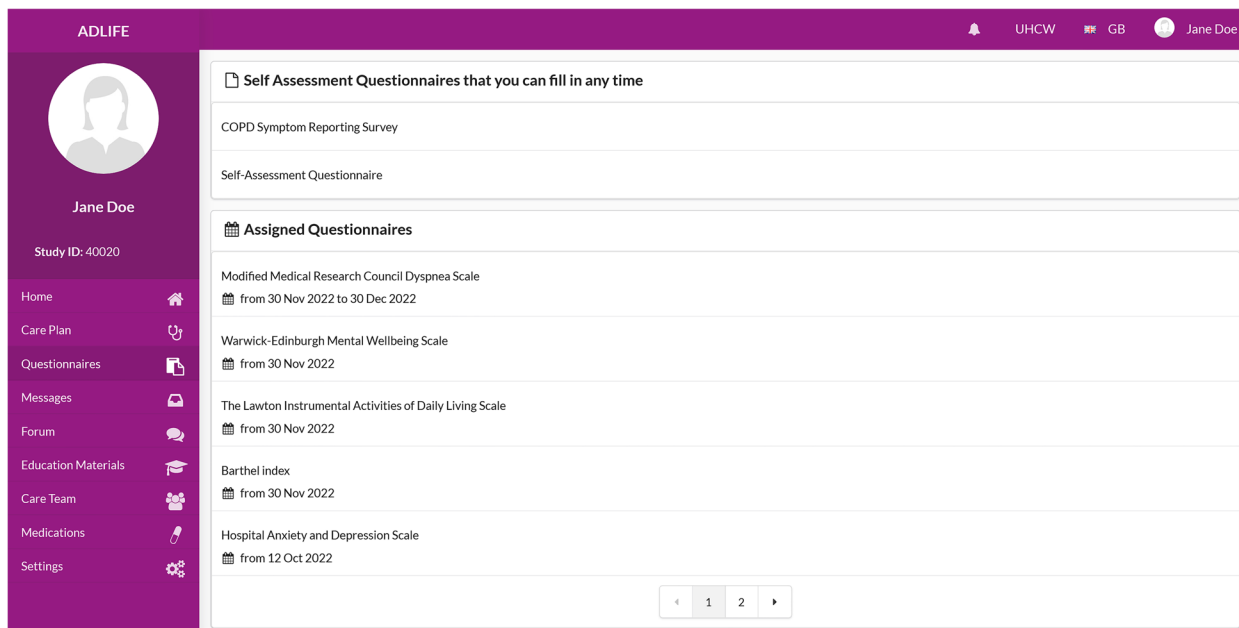 ADLIFE
UHCW
GB
Jane Doe
Jane Doe
Study ID: 40020
Home
Care Plan
Questionnaires
Messages
Forum
Education Materials
Care Team
Medications
Settings
Self Assessment Questionnaires that you can fill in any time
COPD Symptom Reporting Survey
Self-Assessment Questionnaire
Assigned Questionnaires
Modified Medical Research Council Dyspnea Scale
from 30 Nov 2022 to 30 Dec 2022
Warwick-Edinburgh Mental Wellbeing Scale
from 30 Nov 2022
The Lawton Instrumental Activities of Daily Living Scale
from 30 Nov 2022
Barthel index
from 30 Nov 2022
Hospital Anxiety and Depression Scale
from 12 Oct 2022
1 2